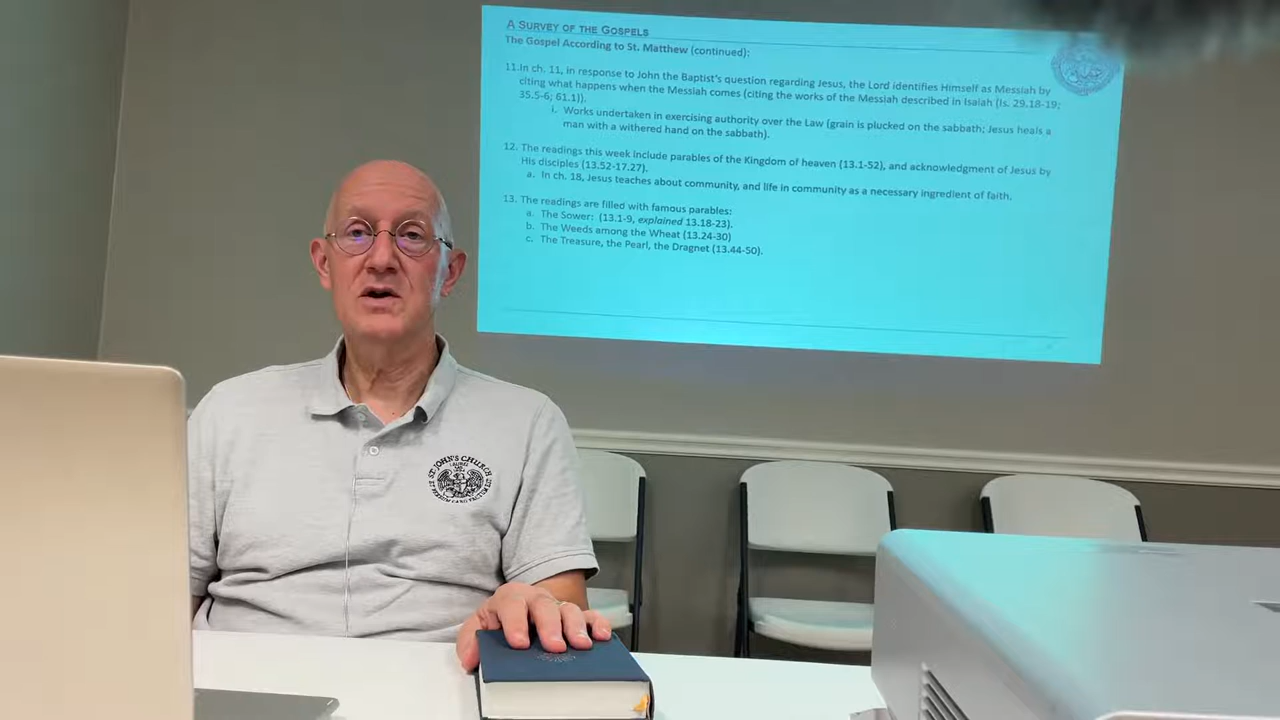 A SURVEY OF THE GOSPELS
The Gospel According to St. Matthew (continued):
11.In ch. 11, in response to John the Baptist's question regarding Jesus, the Lord identifies Himself as Messiah by
citing what happens when the Messiah comes (citing the works of the Messiah described in Isaiah (Is. 29.18-19;
35.5-6; 61.1)).
i. Works undertaken in exercising authority over the Law (grain is plucked on the sabbath; Jesus heals a
man with a withered hand on the sabbath).
12. The readings this week include parables of the Kingdom of heaven (13.1-52), and acknowledgment of Jesus by
His disciples (13.52-17.27).
a. In ch. 18, Jesus teaches about community, and life in community as a necessary ingredient of faith.
13. The readings are filled with famous parables:
a. The Sower: (13.1-9, explained 13.18-23).
b. The Weeds among the Wheat (13.24-30)
c. The Treasure, the Pearl, the Dragnet (13.44-50).
ST. JOHN'S CHURCH
LAUREL